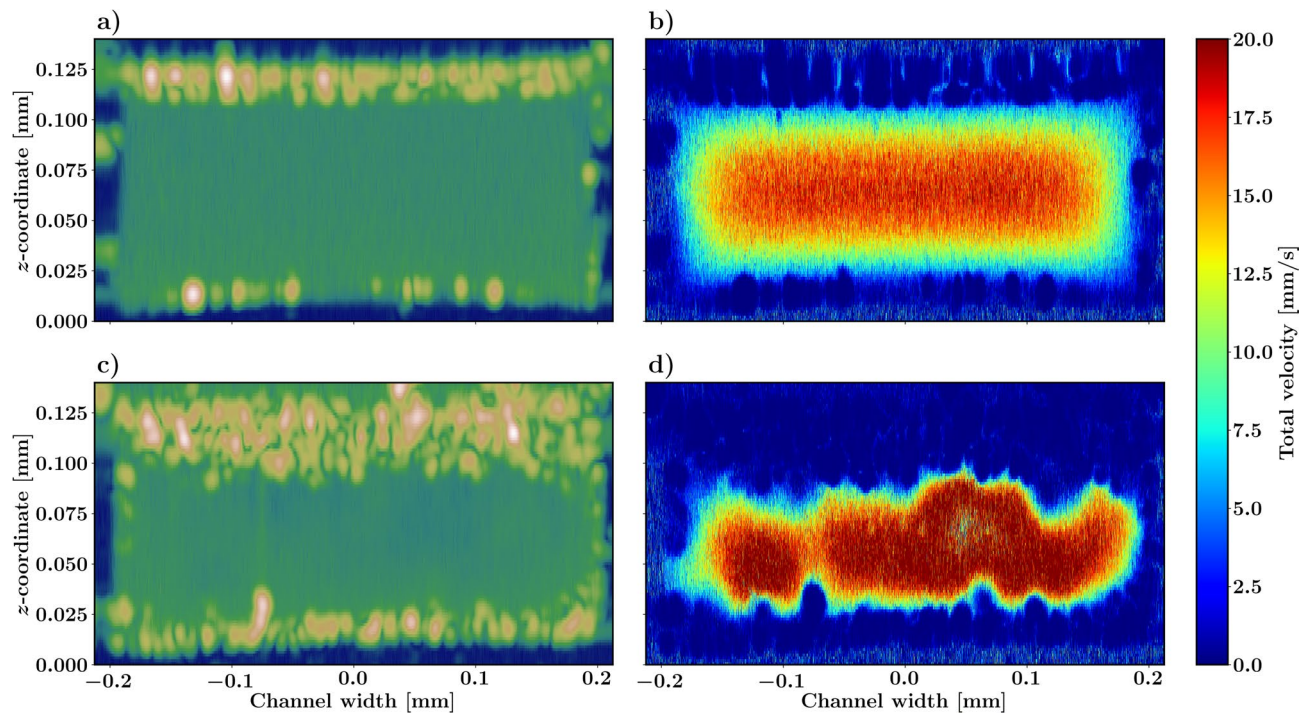 a)
b)
z-coordinate [mm]
0.125
0.100
0.075
0.050
0.025
0.000
c)
d)
z-coordinate [mm]
0.125
0.100
0.075
0.050
0.025
0.000
−0.2 −0.1 0.0 0.1 0.2
Channel width [mm]
−0.2 −0.1 0.0 0.1 0.2
Channel width [mm]
20.0
17.5
15.0
12.5
10.0
7.5
5.0
2.5
0.0
Total velocity [mm/s]